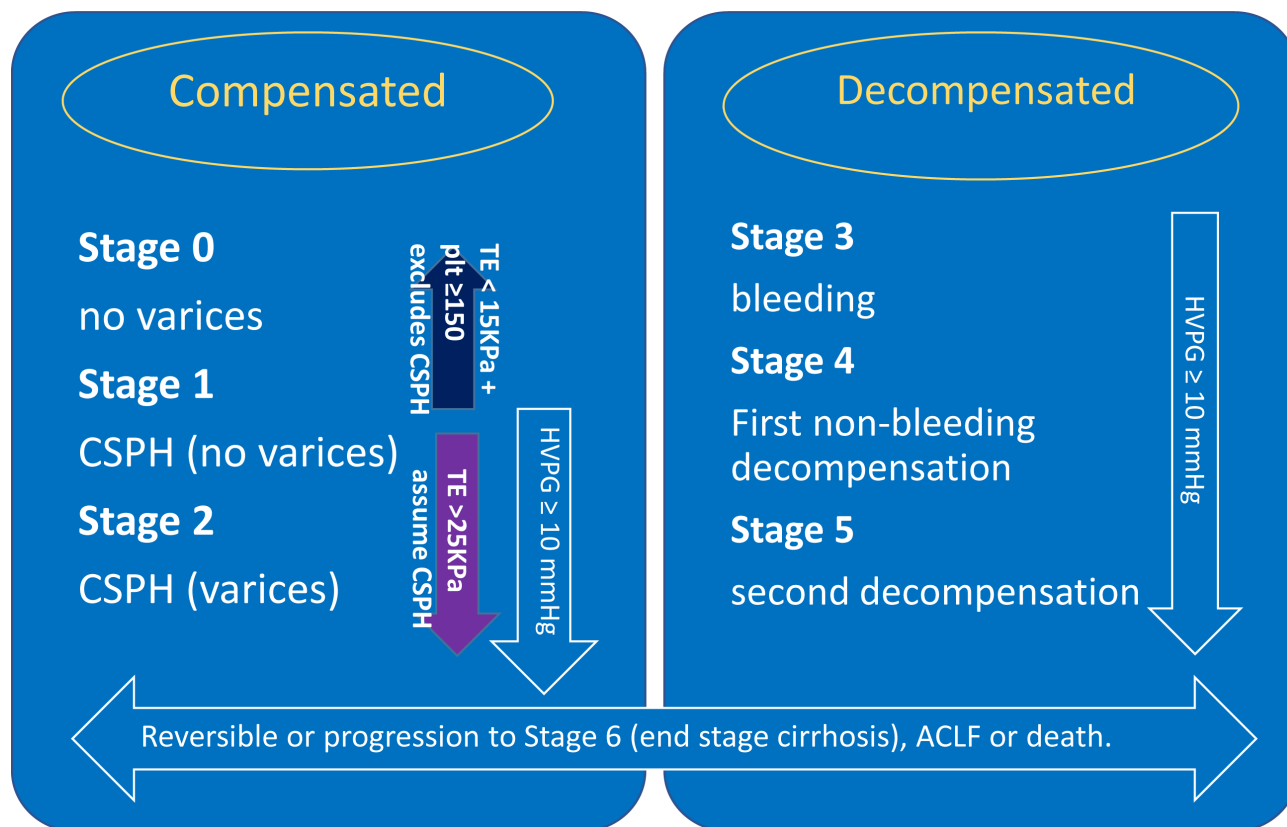 Compensated
Stage 0
no varices
Stage 1
CSPH (no varices)
Stage 2
CSPH (varices)
TE < 15KPa +
plt ≥150
excludes CSPH
TE >25KPa
assume CSPH
HVPG ≥ 10 mmHg
Decompensated
Stage 3
bleeding
Stage 4
First non-bleeding
decompensation
Stage 5
second decompensation
HVPG ≥ 10 mmHg
Reversible or progression to Stage 6 (end stage cirrhosis), ACLF or death.